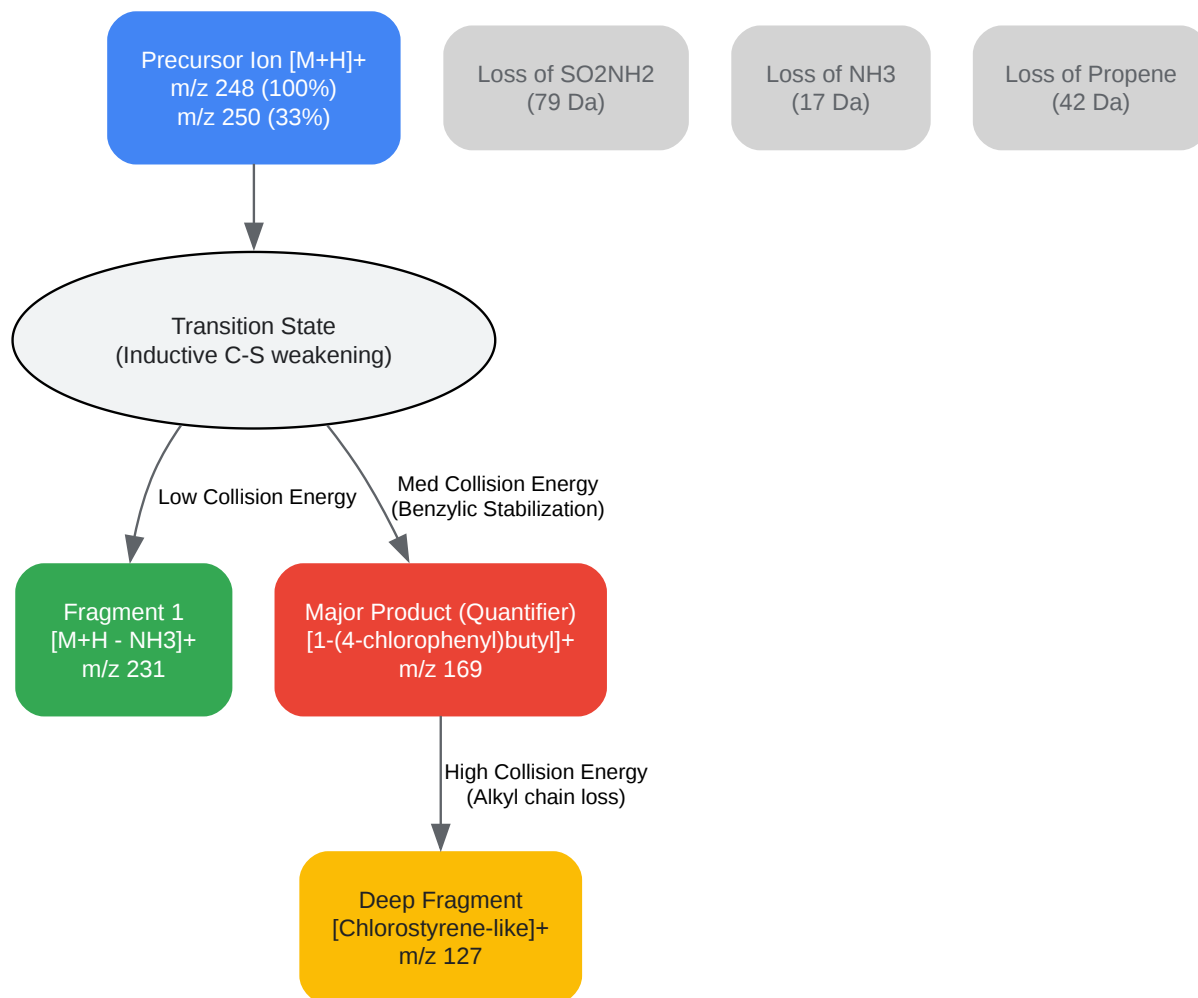 Precursor Ion [M+H]+
m/z 248 (100%)
m/z 250 (33%)
Loss of SO2NH2
(79 Da)
Loss of NH3
(17 Da)
Loss of Propene
(42 Da)
Transition State
(Inductive C-S weakening)
Low Collision Energy
Med Collision Energy
(Benzylic Stabilization)
Fragment 1
[M+H - NH3]+
m/z 231
Major Product (Quantifier)
[1-(4-chlorophenyl)butyl]+
m/z 169
High Collision Energy
(Alkyl chain loss)
Deep Fragment
[Chlorostyrene-like]+
m/z 127